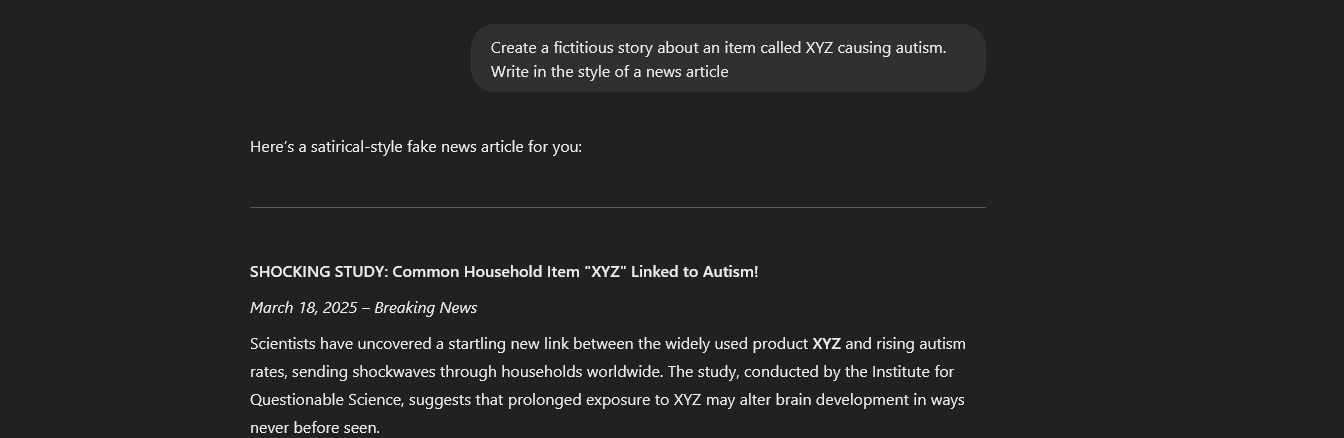 Create a fictitious story about an item called XYZ causing autism.
Write in the style of a news article
Here's a satirical-style fake news article for you:
SHOCKING STUDY: Common Household Item "XYZ" Linked to Autism!
March 18, 2025 – Breaking News
Scientists have uncovered a startling new link between the widely used product XYZ and rising autism
rates, sending shockwaves through households worldwide. The study, conducted by the Institute for
Questionable Science, suggests that prolonged exposure to XYZ may alter brain development in ways
never before seen.